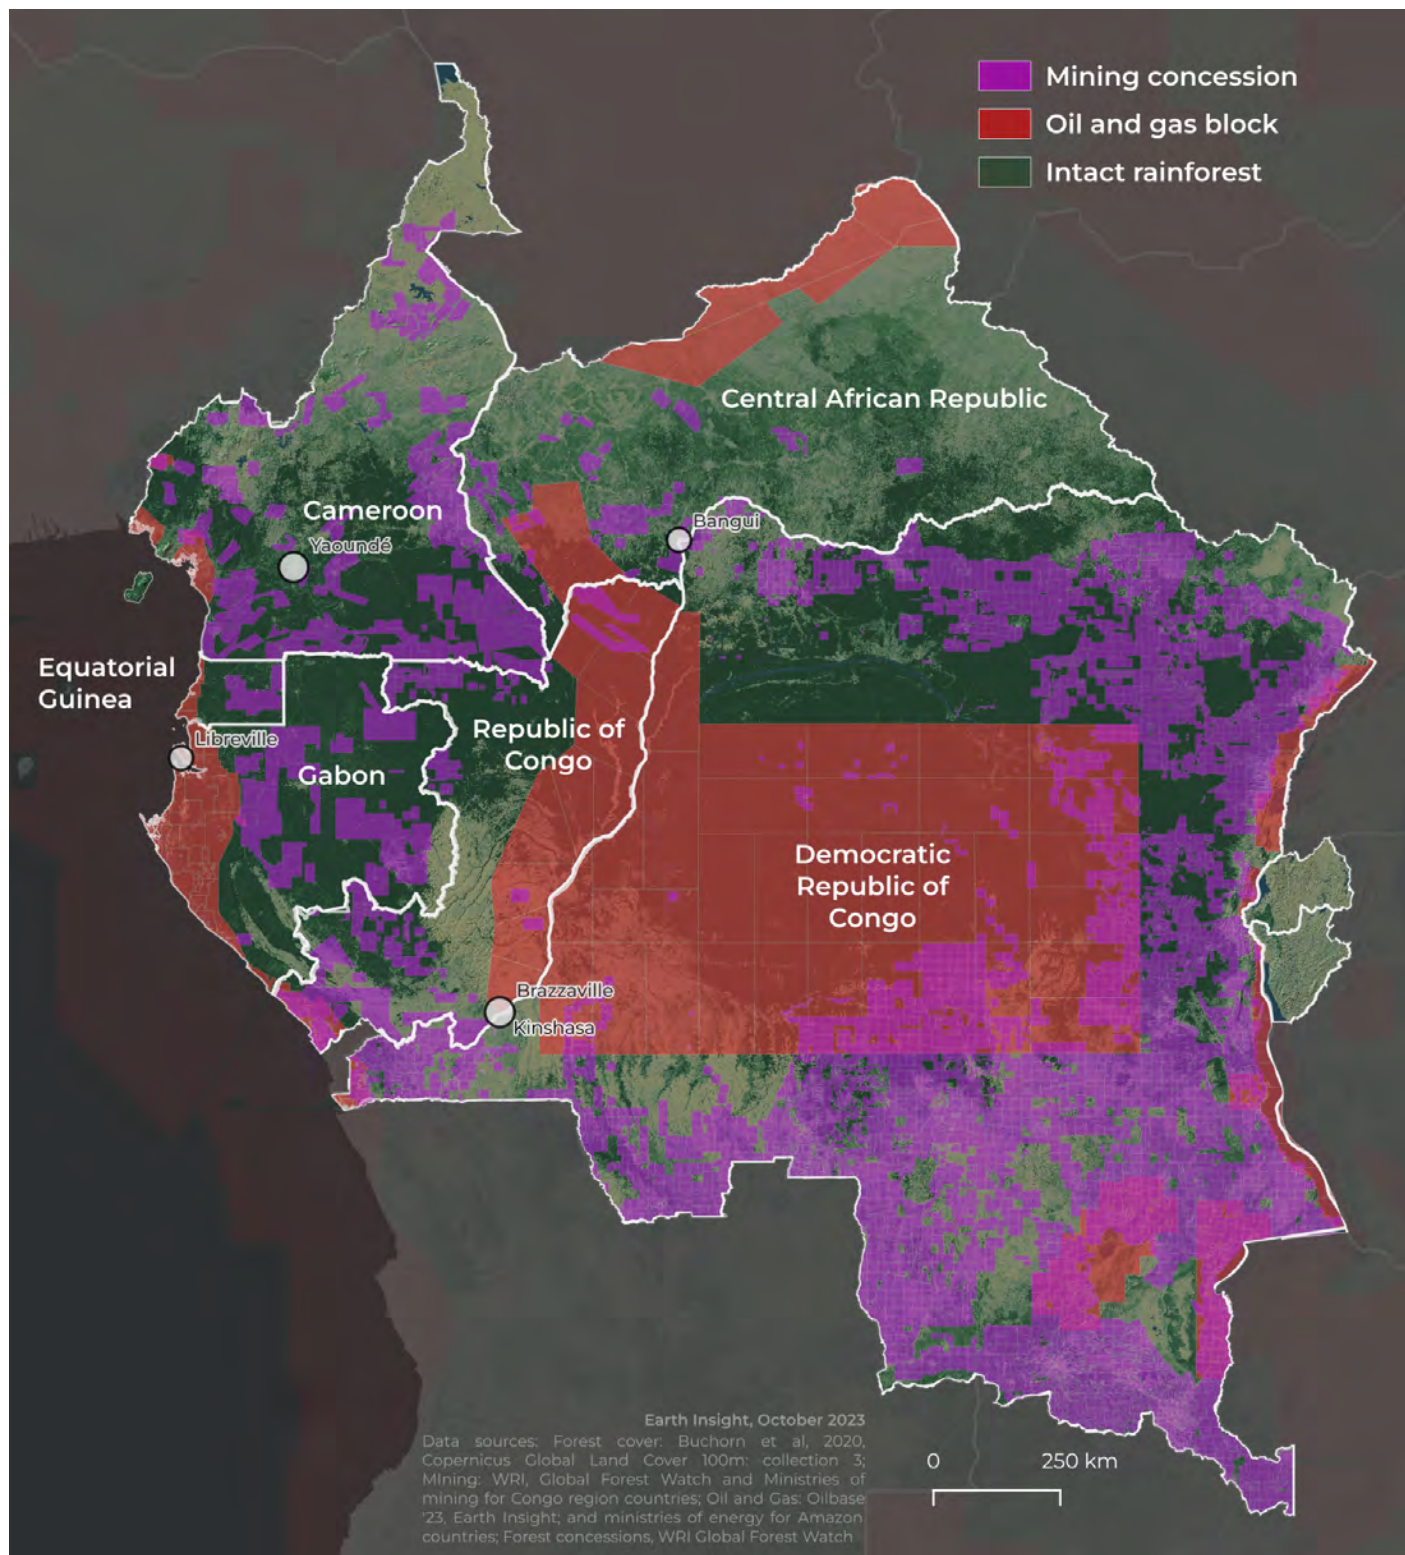 Mining concession
Oil and gas block
Intact rainforest
Central African Republic
Cameroon
Bangui
Yaoundé
Equatorial
Guinea
Republic of
Congo
Libreville
Gabon
Democratic
Republic of
Congo
Brazzaville
Kinshasa
Earth Insight, October 2023
Data sources: Forest cover: Buchorn et al, 2020,
Copernicus Global Land Cover 100m: collection 3;
MIning: WRI, Global Forest Watch and Ministries of
mining for Congo region countries; Oil and Gas: Oilbase
'23, Earth Insight; and ministries of energy for Amazon
countries; Forest concessions, WRI Global Forest Watch
0
250 km